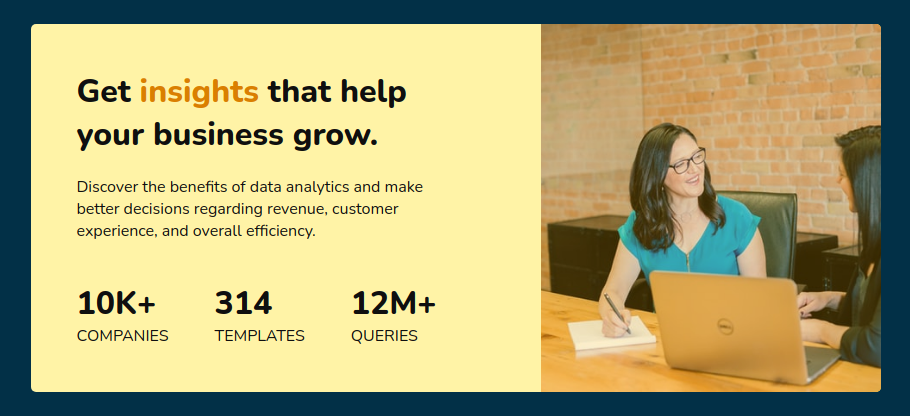 Get insights that help
your business grow.
Discover the benefits of data analytics and make
better decisions regarding revenue, customer
experience, and overall efficiency.
10K+ 314 12M+
COMPANIES TEMPLATES QUERIES
DELL